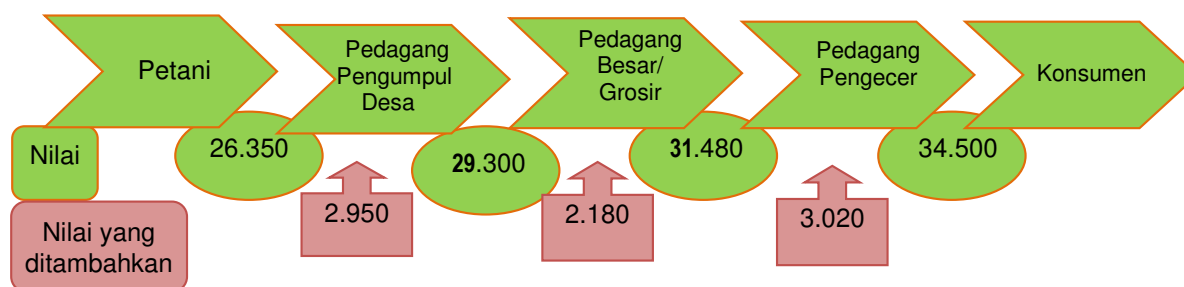 Petani
Pedagang
Pengumpul
Desa
Pedagang
Besar/
Grosir
Pedagang
Pengecer
Konsumen
Nilai
26.350
29.300
31.480
34.500
Nilai yang
ditambahkan
2.950
2.180
3.020